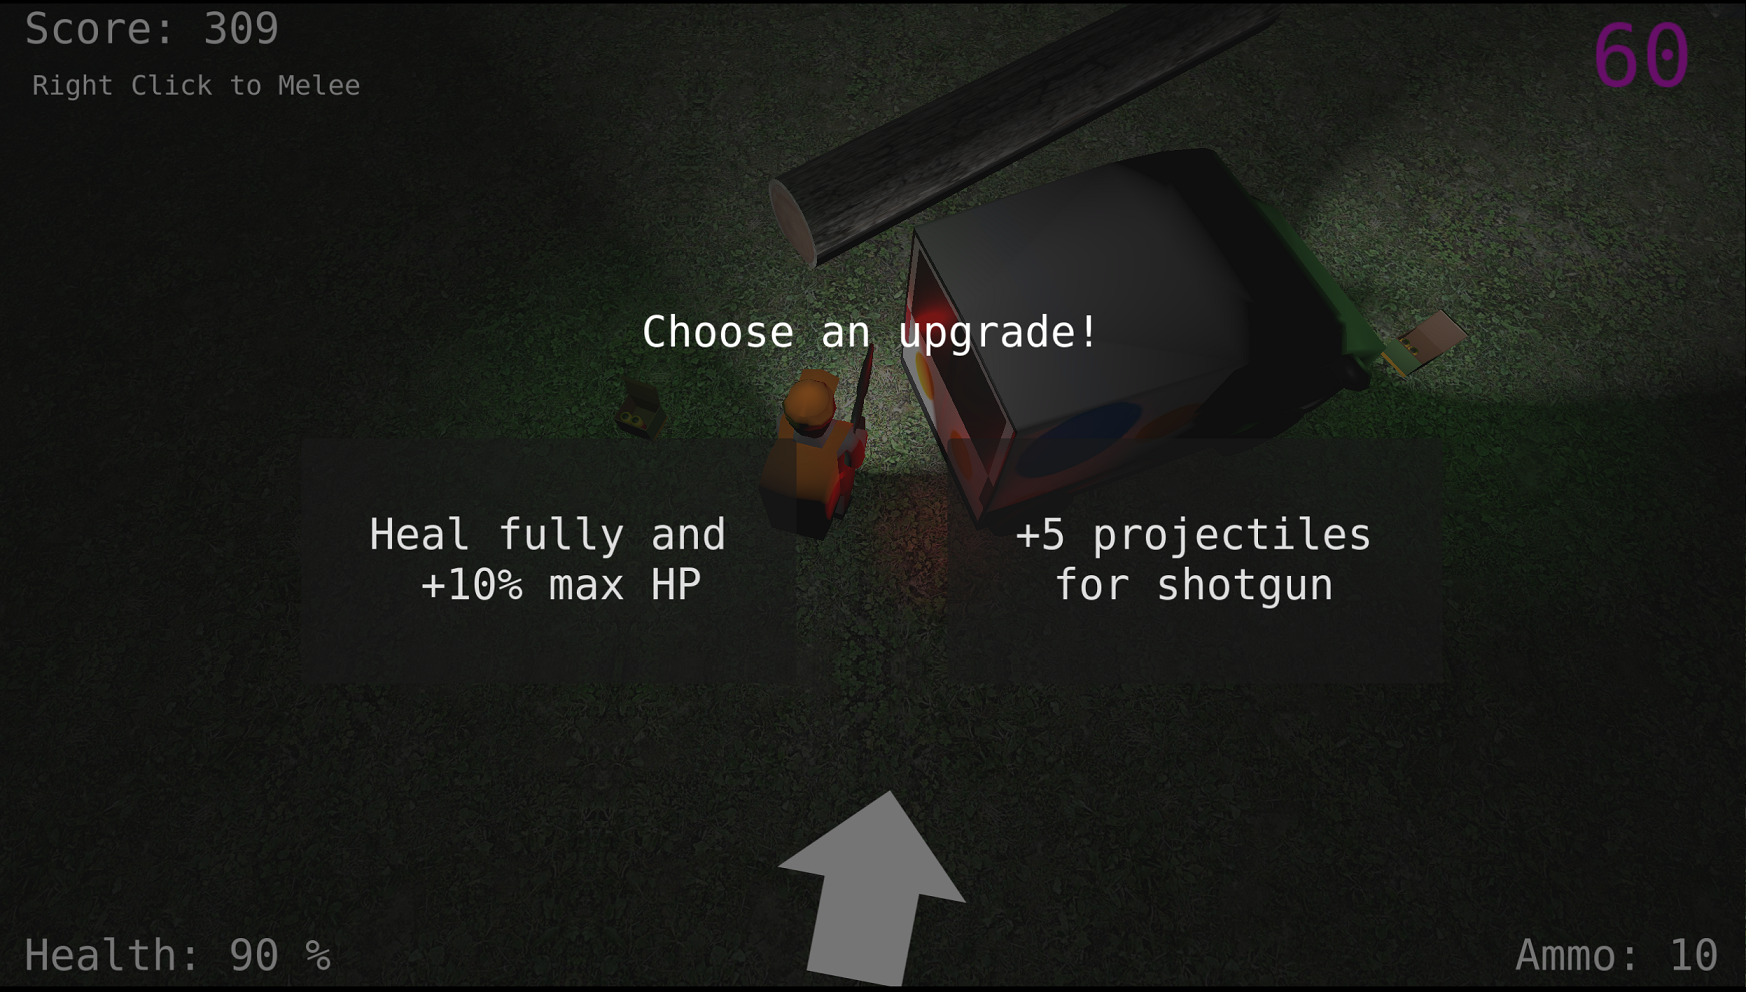 Score: 309
60
Right Click to Melee
Choose an upgrade!
Heal fully and
+10% max HP
+5 projectiles
for shotgun
Health: 90 %
Ammo: 10